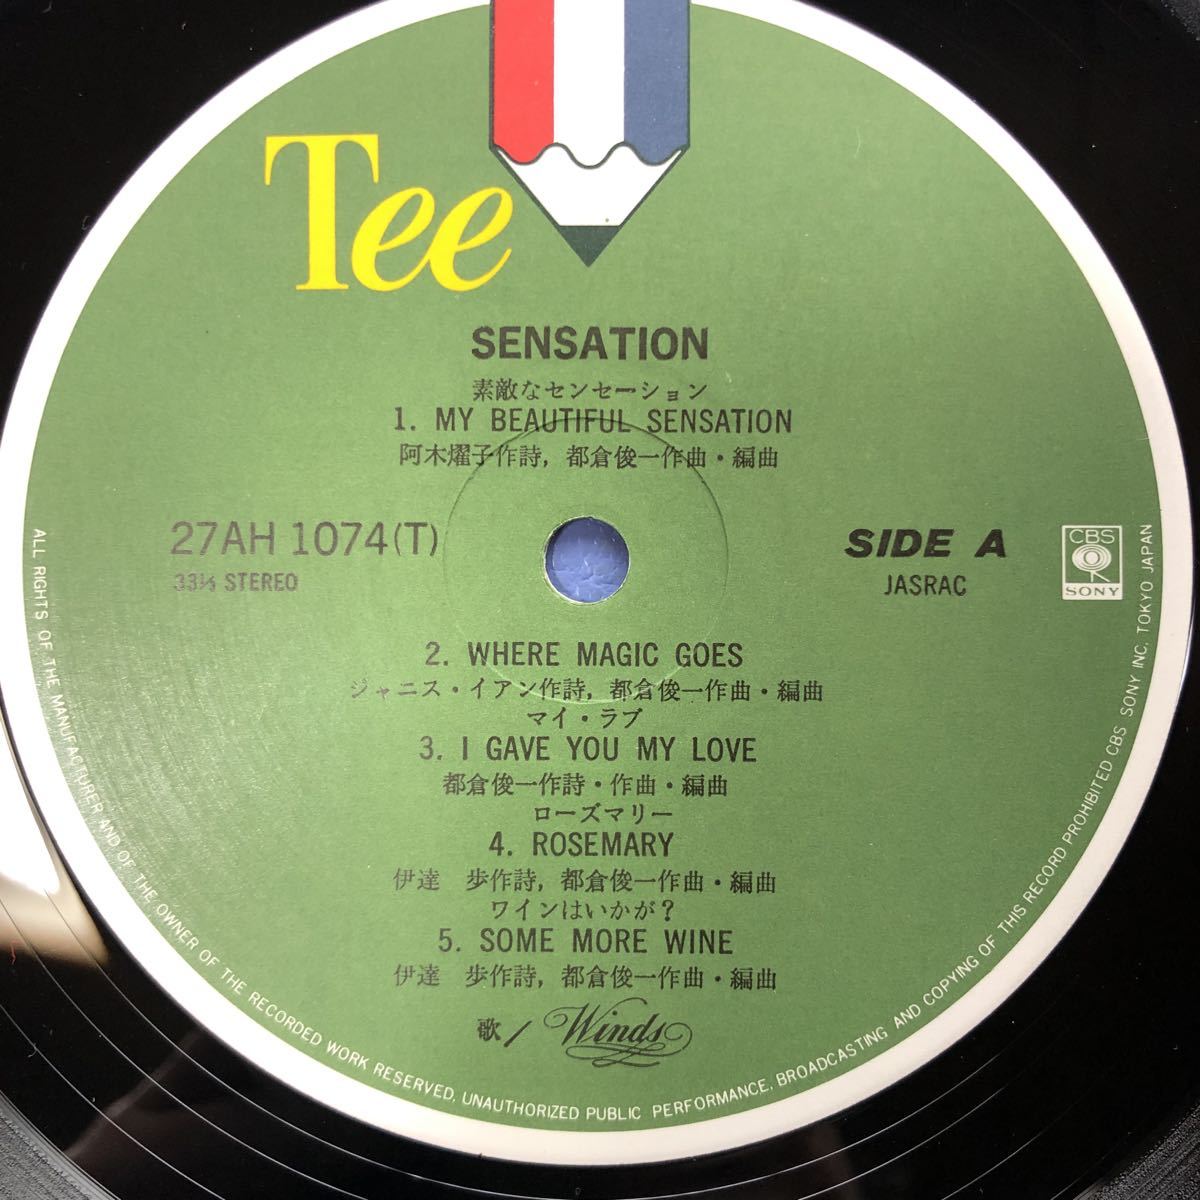 Tee
SENSATION
素敵なセンセーション
1. MY BEAUTIFUL SENSATION
阿木燿子作詩, 都倉俊一作曲・編曲
27AH 1074(T)
33⅓ STEREO
SIDE A
JASRAC
CBS
SONY
2. WHERE MAGIC GOES
ジャニス・イアン作詩, 都倉俊一作曲・編曲
マイ・ラブ
3. I GAVE YOU MY LOVE
都倉俊一作詩・作曲・編曲
ローズマリー
4. ROSEMARY
伊達 歩作詩, 都倉俊一作曲・編曲
ワインはいかが?
5. SOME MORE WINE
伊達 歩作詩, 都倉俊一作曲・編曲
歌/Winds
ALL RIGHTS OF THE MANUFACTURER AND OF THE OWNER OF THE RECORDED WORK RESERVED. UNAUTHORIZED PUBLIC PERFORMANCE, BROADCASTING AND COPYING OF THIS RECORD PROHIBITED CBS SONY INC. TOKYO JAPAN